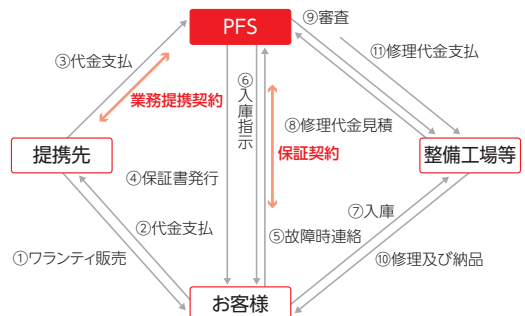 PFS
⑨審査
⑪修理代金支払
③代金支払
業務提携契約
⑥入庫指示
⑧修理代金見積
保証契約
提携先
整備工場等
④保証書発行
②代金支払
①ワランティ販売
⑦入庫
⑤故障時連絡
⑩修理及び納品
お客様